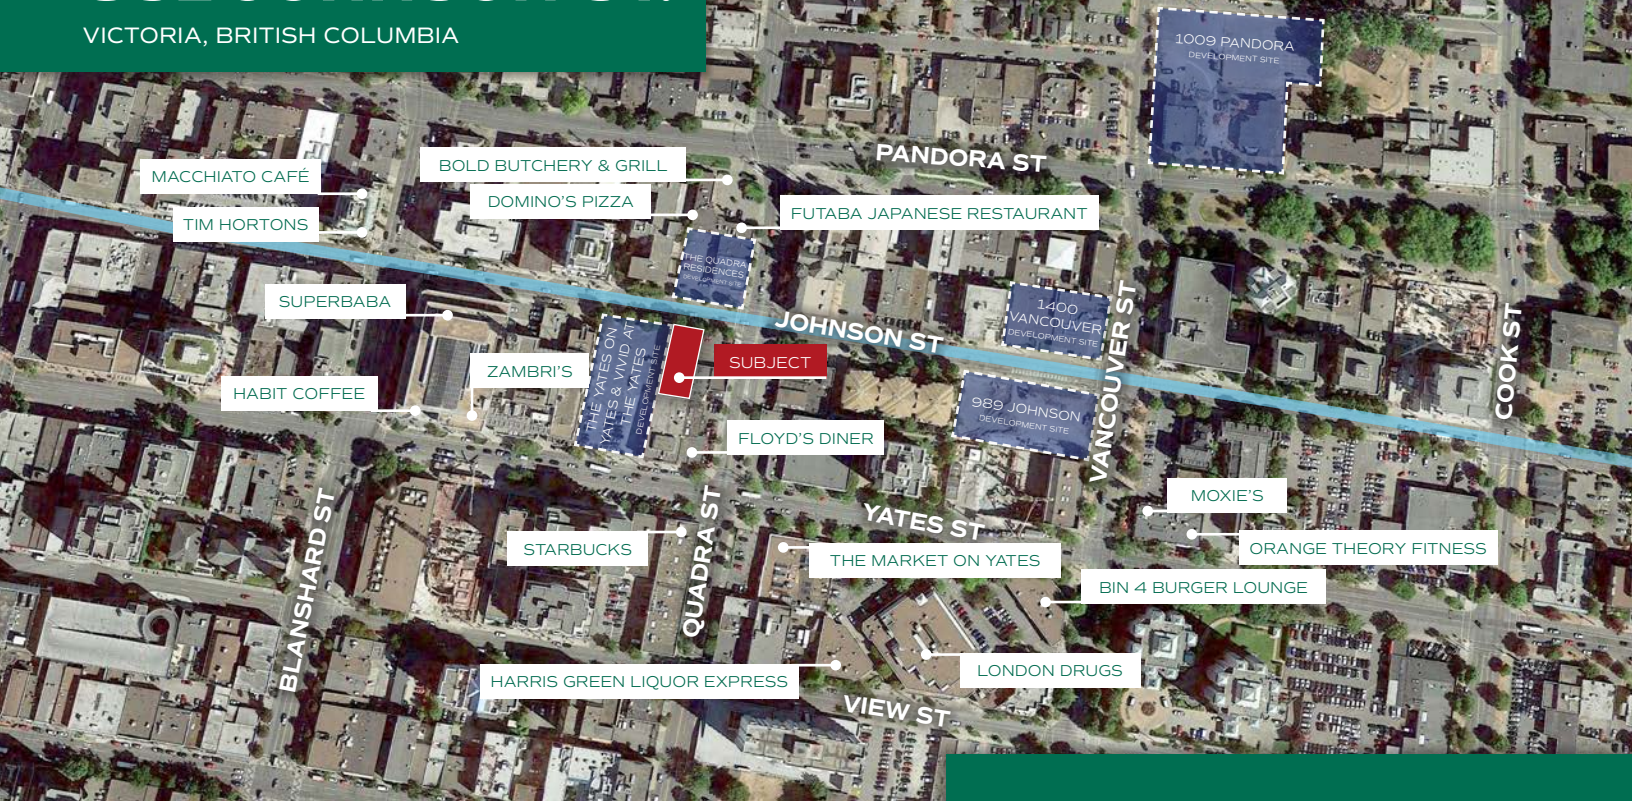 VICTORIA, BRITISH COLUMBIA
1009 PANDORA
DEVELOPMENT SITE
PANDORA ST
BOLD BUTCHERY & GRILL
MACCHIATO CAFÉ
DOMINO'S PIZZA
FUTABA JAPANESE RESTAURANT
TIM HORTONS
THE QUADRA
RESIDENCES
DEVELOPMENT SITE
SUPERBABA
JOHNSON ST
1400
VANCOUVER
DEVELOPMENT SITE
VANCOUVER ST
COOK ST
THE YATES ON
YATES & VIVID AT
THE YATES
DEVELOPMENT SITE
SUBJECT
ZAMBRI'S
HABIT COFFEE
989 JOHNSON
DEVELOPMENT SITE
FLOYD'S DINER
MOXIE'S
YATES ST
QUADRA ST
BLANSHARD ST
STARBUCKS
THE MARKET ON YATES
ORANGE THEORY FITNESS
BIN 4 BURGER LOUNGE
LONDON DRUGS
HARRIS GREEN LIQUOR EXPRESS
VIEW ST